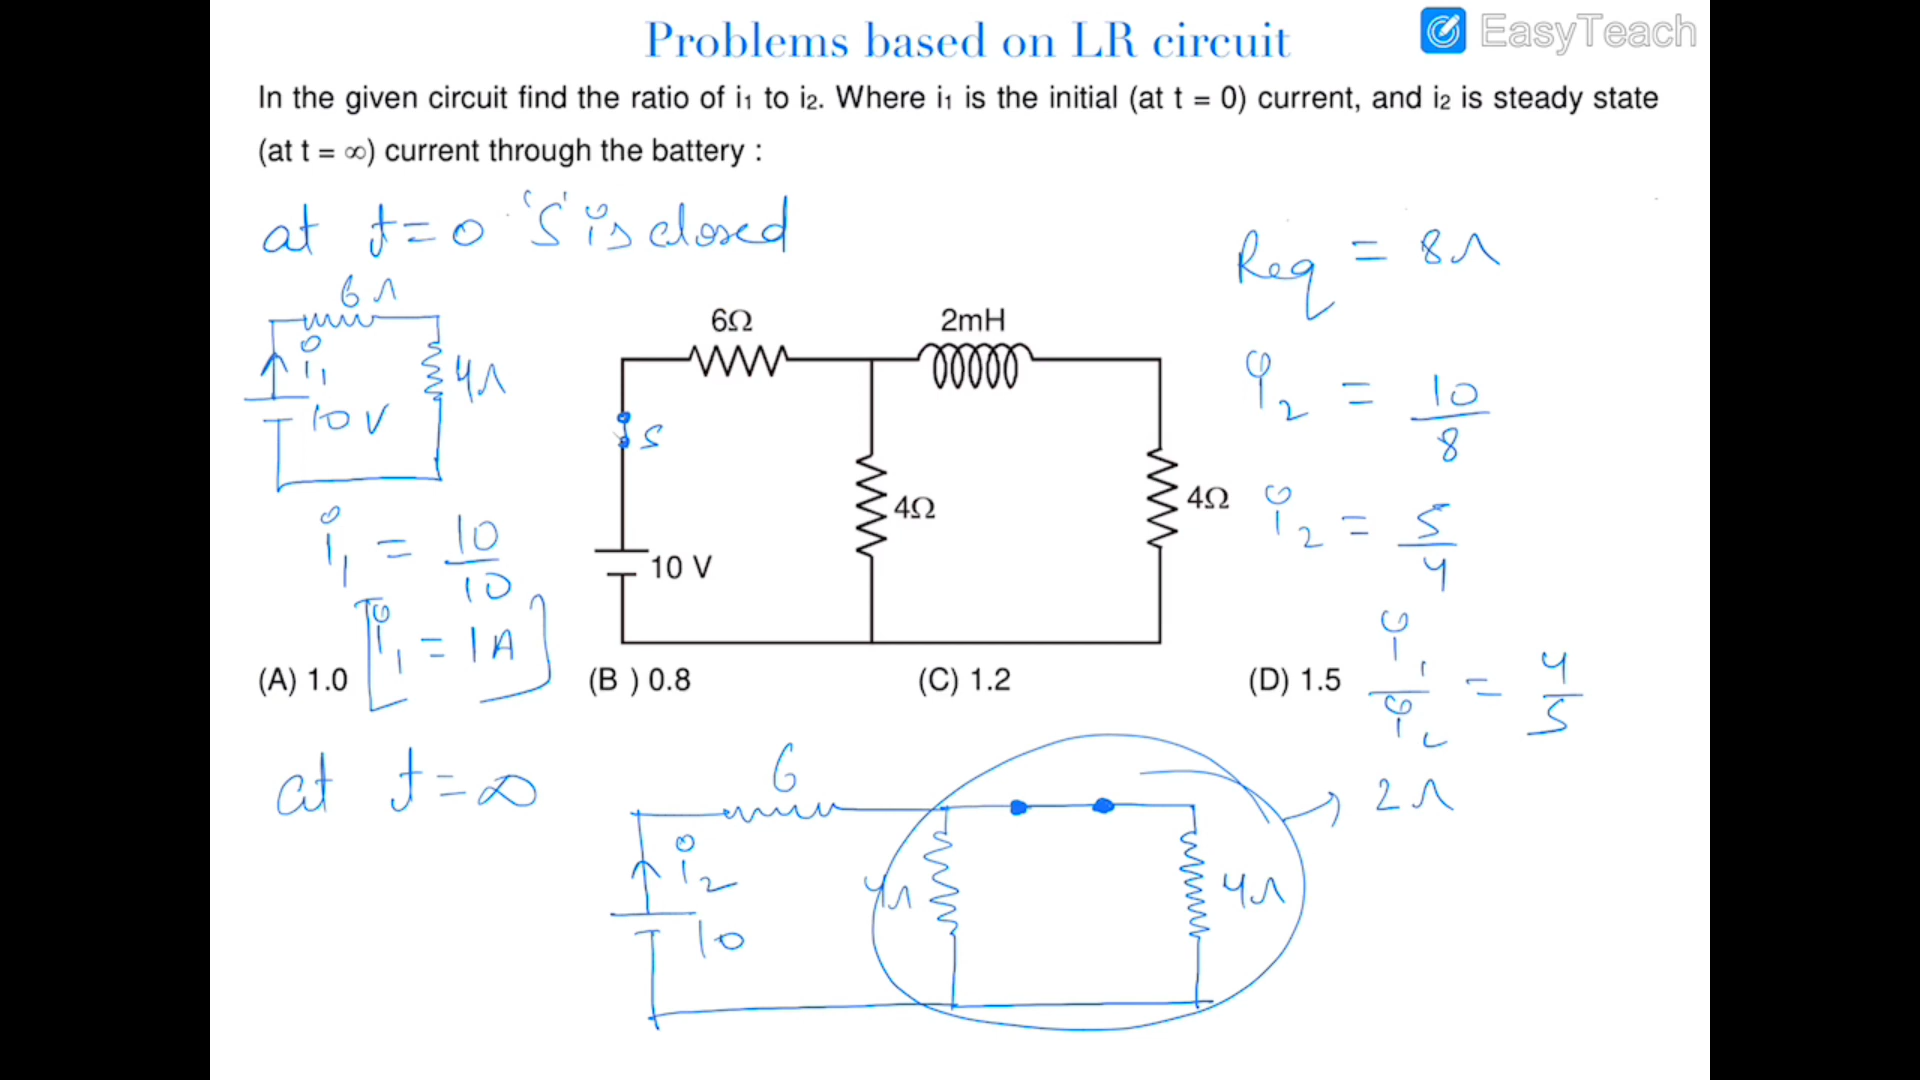 Problems based on LR circuit
EasyTeach
In the given circuit find the ratio of i₁ to i₂. Where i₁ is the initial (at t = 0) current, and i₂ is steady state
(at t = ∞) current through the battery :
at t=0 'S' is closed
Req = 8Ω
6Ω
i₁
4Ω
10 V
6Ω
2mH
S
4Ω
4Ω
10 V
i₂ = 10/8
i₁ = 10/10
i₂ = 5/4
i₁ = 1A
i₁/i₂ = 4/5
(A) 1.0
(B ) 0.8
(C) 1.2
(D) 1.5
at t=∞
6
2Ω
i₂
4Ω
4Ω
10